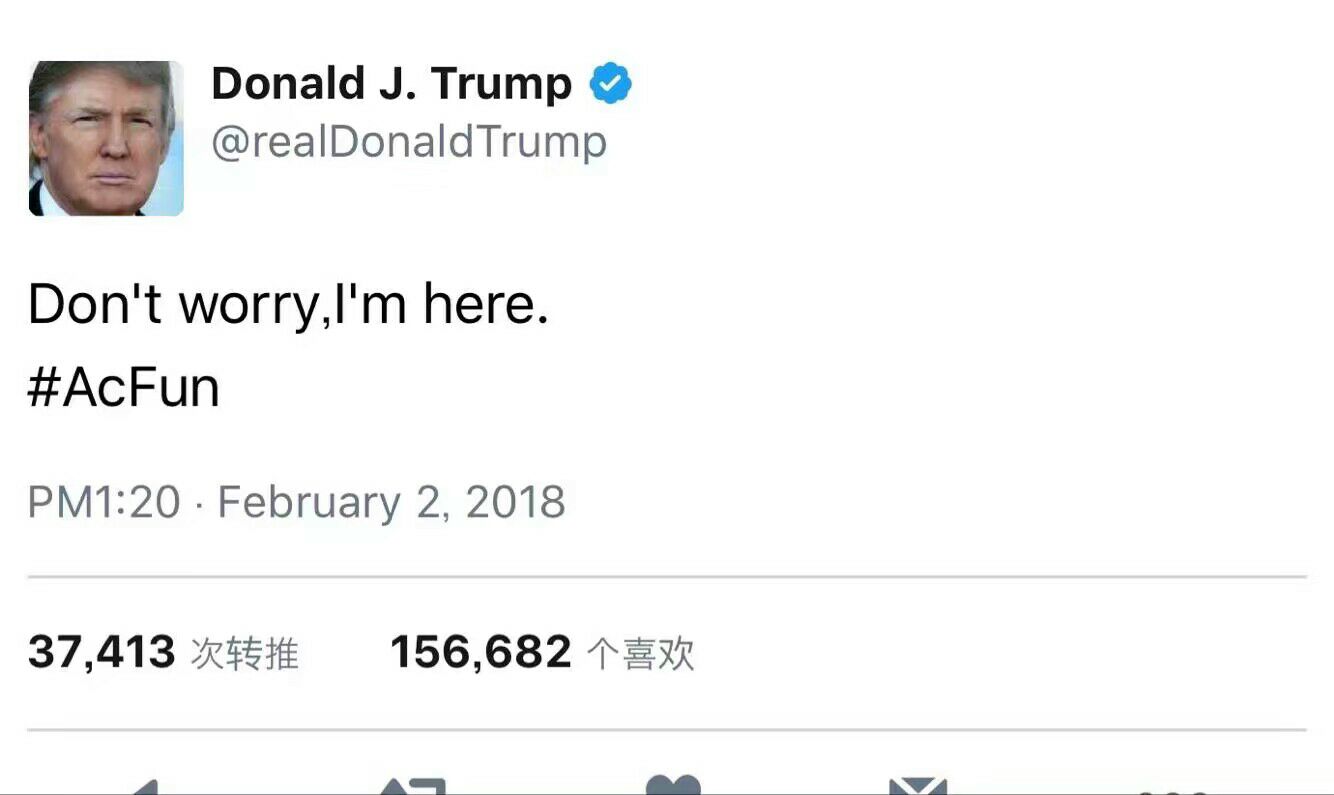 Donald J. Trump
@realDonaldTrump
Don't worry,I'm here.
#AcFun
PM1:20 · February 2, 2018
37,413 次转推 156,682 个喜欢